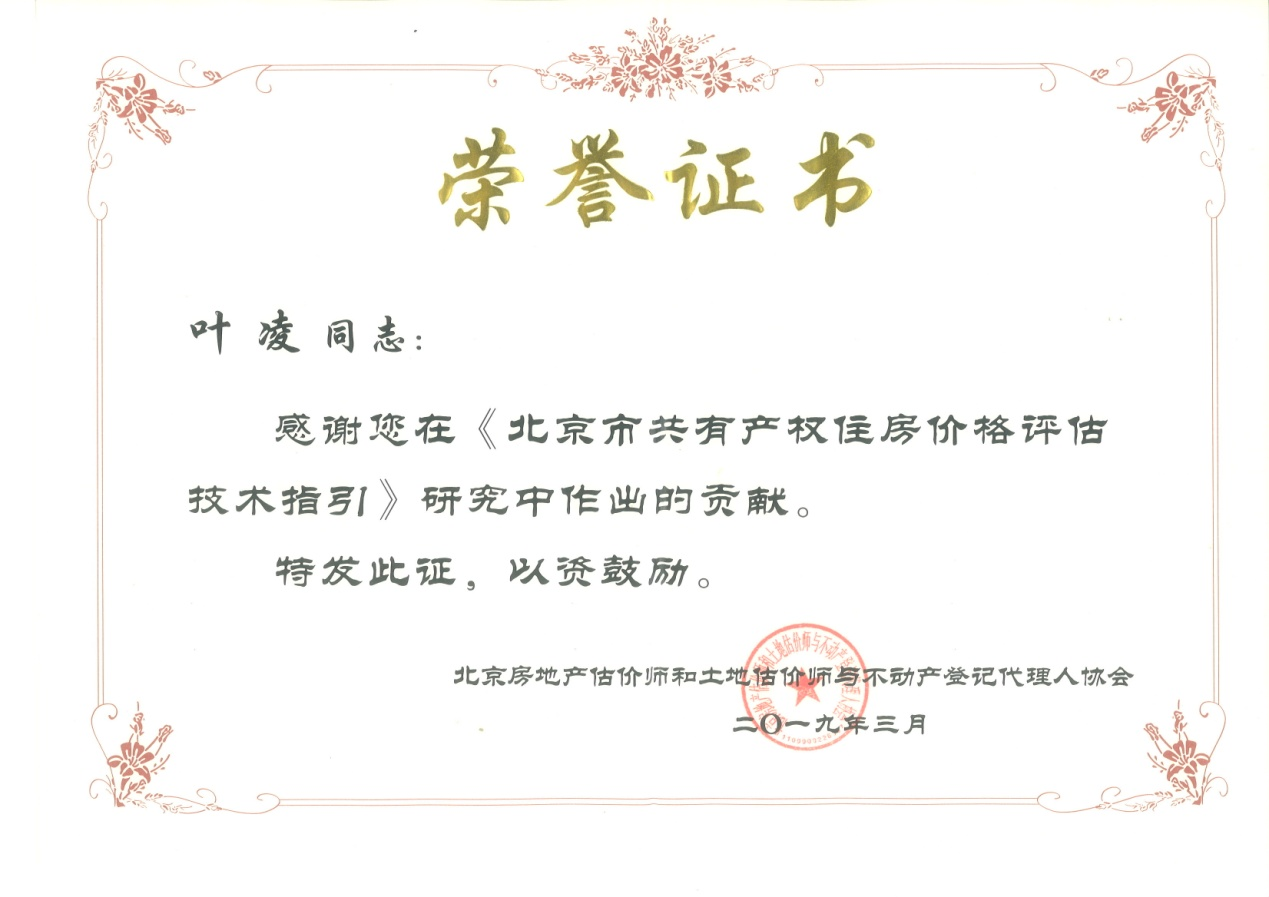 荣誉证书
叶凌同志：
感谢您在《北京市共有产权住房价格评估
技术指引》研究中作出的贡献。
特发此证，以资鼓励。
北京房地产估价师和土地估价师与不动产登记代理人协会
二〇一九年三月